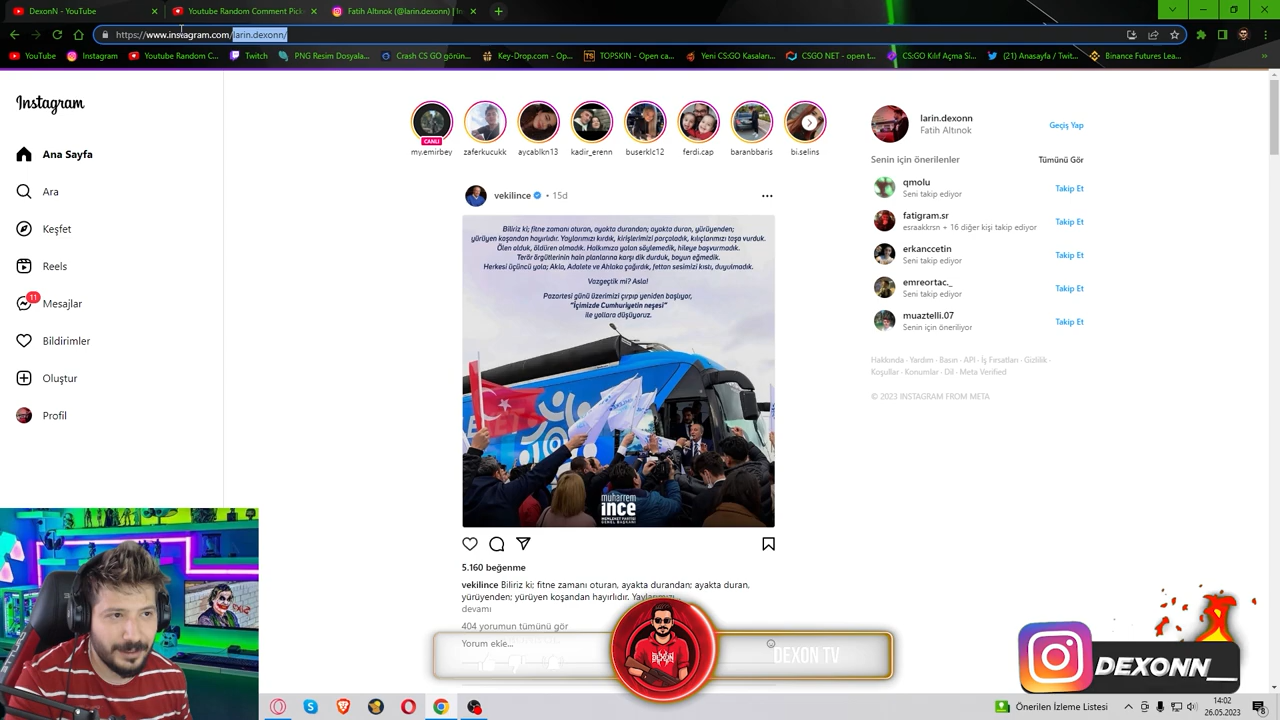 DexonN - YouTube
Youtube Random Comment Picke
Fatih Altınok (@larin.dexonn) | In
https://www.instagram.com/larin.dexonn/
YouTube
Instagram
Youtube Random C...
Twitch
PNG Resim Dosyala...
Crash CS GO görün...
Key-Drop.com - Op...
TOPSKIN - Open ca...
Yeni CS:GO Kasaları...
CSGO NET - open t...
CS:GO Kılıf Açma Si...
(21) Anasayfa / Twit...
Binance Futures Lea...
Instagram
Ana Sayfa
Ara
Keşfet
Reels
11
Mesajlar
Bildirimler
Oluştur
Profil
CANLI
my.emirbey
zaferkucukk
aycablkn13
kadir_erenn
buserklc12
ferdi.cap
baranbbaris
bi.selins
vekilince • 15d
Biliriz ki; fitne zamanı oturan, ayakta durandan; ayakta duran, yürüyenden;
yürüyen koşandan hayırlıdır. Yaylarımızı kırdık, kirişlerimizi parçaladık, kılıçlarımızı taşa vurduk.
Ölen olduk, öldüren olmadık. Halkımıza yalan söylemedik, hileye başvurmadık.
Terör örgütlerinin hain planlarına karşı dik durduk, boyun eğmedik.
Herkesi üçüncü yola; Akla, Adalete ve Ahlaka çağırdık, fettan sesimizi kıstı, duyulmadık.
Vazgeçtik mi? Asla!
Pazartesi günü üzerimizi çırpıp yeniden başlıyor,
"İçimizde Cumhuriyetin neşesi"
ile yollara düşüyoruz.
muharrem
ince
MEMLEKET PARTİSİ
GENEL BAŞKANI
5.160 beğenme
vekilince Biliriz ki; fitne zamanı oturan, ayakta durandan; ayakta duran,
yürüyenden; yürüyen koşandan hayırlıdır. Yaylarımızı...
devamı
404 yorumun tümünü gör
Yorum ekle...
larin.dexonn
Fatih Altınok
Geçiş Yap
Senin için önerilenler
Tümünü Gör
qmolu
Seni takip ediyor
Takip Et
fatigram.sr
esraakkrsn + 16 diğer kişi takip ediyor
Takip Et
erkanccetin
Seni takip ediyor
Takip Et
emreortac._
Seni takip ediyor
Takip Et
muaztelli.07
Senin için öneriliyor
Takip Et
Hakkında · Yardım · Basın · API · İş Fırsatları · Gizlilik ·
Koşullar · Konumlar · Dil · Meta Verified
© 2023 INSTAGRAM FROM META
DEXON TV
DEXONN__
Önerilen İzleme Listesi
14:02
26.05.2023